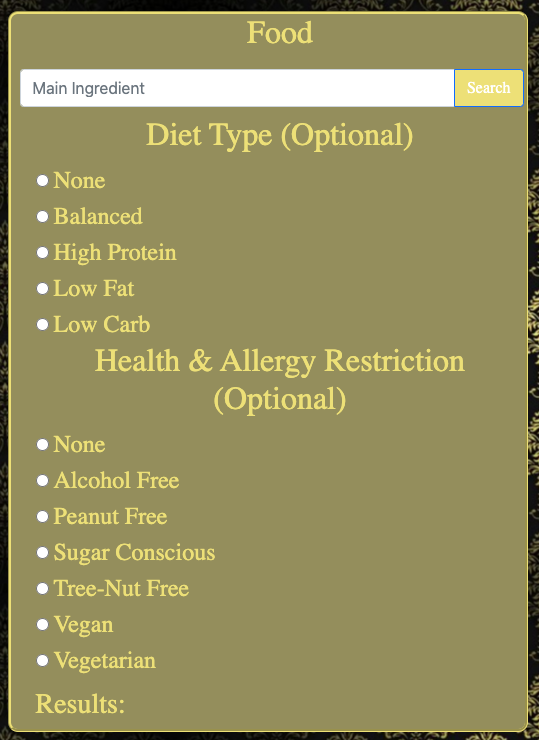 Food
Main Ingredient Search
Diet Type (Optional)
None
Balanced
High Protein
Low Fat
Low Carb
Health & Allergy Restriction
(Optional)
None
Alcohol Free
Peanut Free
Sugar Conscious
Tree-Nut Free
Vegan
Vegetarian
Results: